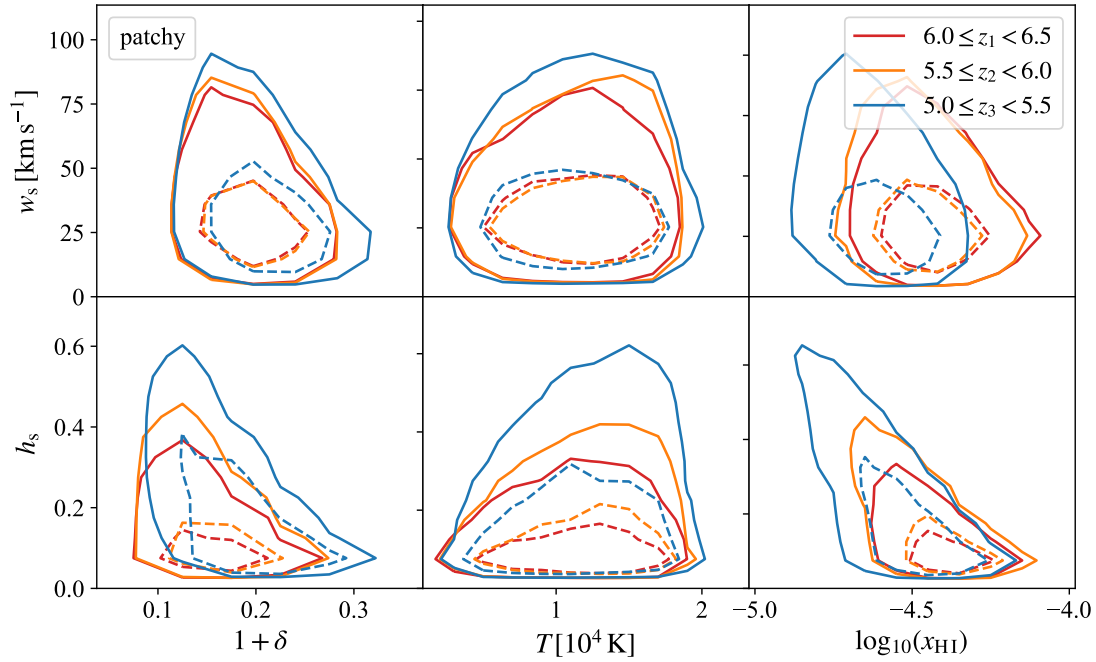 patchy
6.0 ≤ z₁ < 6.5
5.5 ≤ z₂ < 6.0
5.0 ≤ z₃ < 5.5
100
75
50
25
0
w_s [km s⁻¹]
0.6
0.4
0.2
0.0
h_s
0.1 0.2 0.3
1 2
−5.0 −4.5 −4.0
1 + δ
T [10⁴ K]
log₁₀(x_HI)